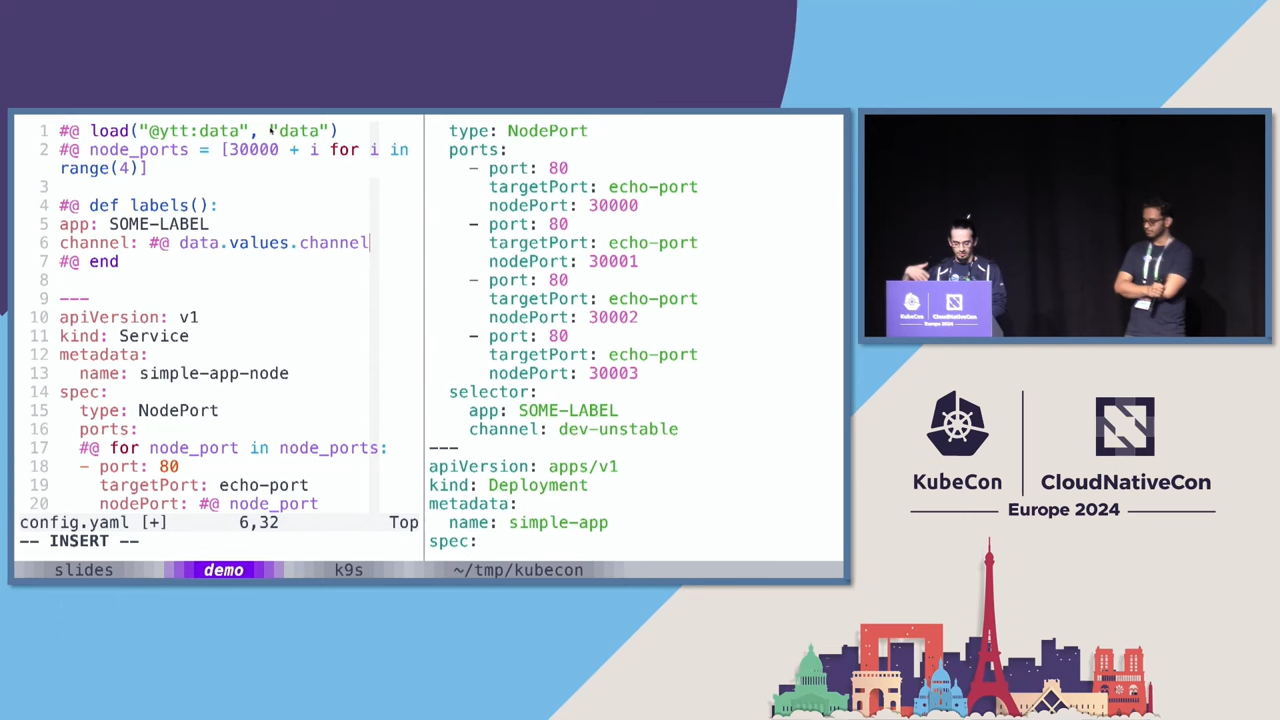 1 #@ load("@ytt:data", "data")
2 #@ node_ports = [30000 + i for i in
range(4)]
3
4 #@ def labels():
5 app: SOME-LABEL
6 channel: #@ data.values.channel
7 #@ end
8
9 ---
10 apiVersion: v1
11 kind: Service
12 metadata:
13 name: simple-app-node
14 spec:
15 type: NodePort
16 ports:
17 #@ for node_port in node_ports:
18 - port: 80
19 targetPort: echo-port
20 nodePort: #@ node_port
config.yaml [+] 6,32 Top
-- INSERT --
type: NodePort
ports:
- port: 80
targetPort: echo-port
nodePort: 30000
- port: 80
targetPort: echo-port
nodePort: 30001
- port: 80
targetPort: echo-port
nodePort: 30002
- port: 80
targetPort: echo-port
nodePort: 30003
selector:
app: SOME-LABEL
channel: dev-unstable
---
apiVersion: apps/v1
kind: Deployment
metadata:
name: simple-app
spec:
slides demo k9s ~/tmp/kubecon
KubeCon CloudNativeCon
Europe 2024
KubeCon CloudNativeCon
Europe 2024